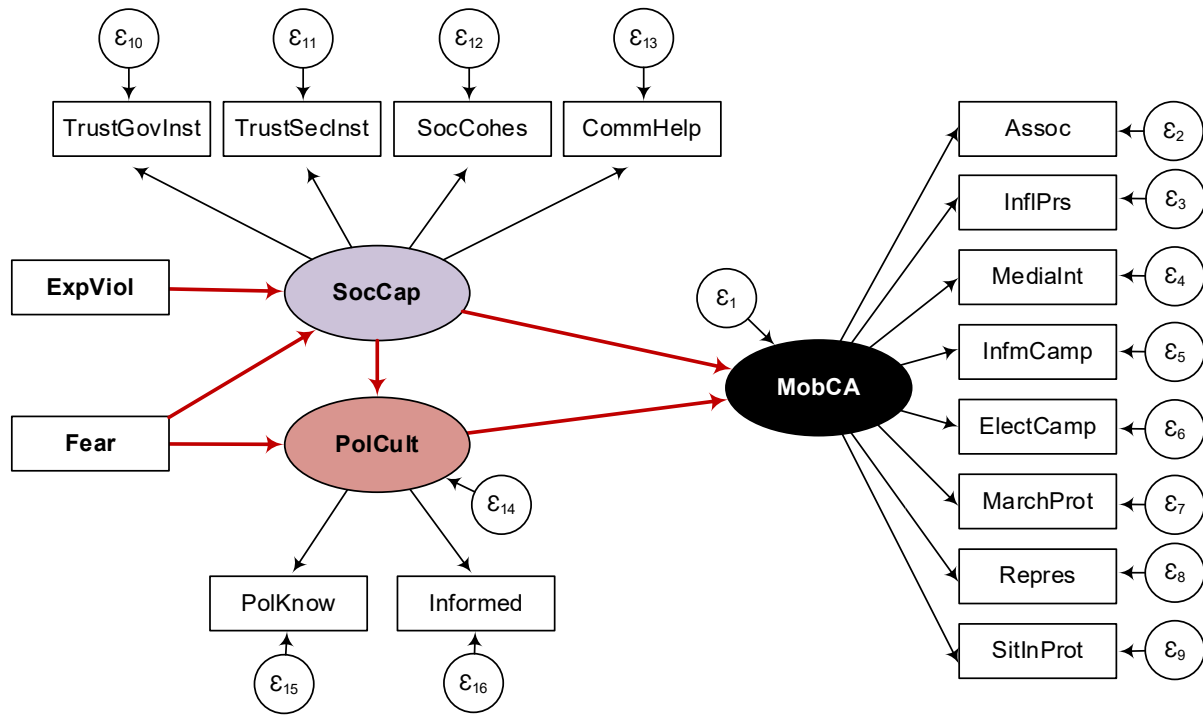 ε10
ε11
ε12
ε13
TrustGovInst
TrustSecInst
SocCohes
CommHelp
ExpViol
SocCap
Fear
PolCult
ε14
PolKnow
Informed
ε15
ε16
ε1
MobCA
Assoc
ε2
InflPrs
ε3
MediaInt
ε4
InfmCamp
ε5
ElectCamp
ε6
MarchProt
ε7
Repres
ε8
SitInProt
ε9